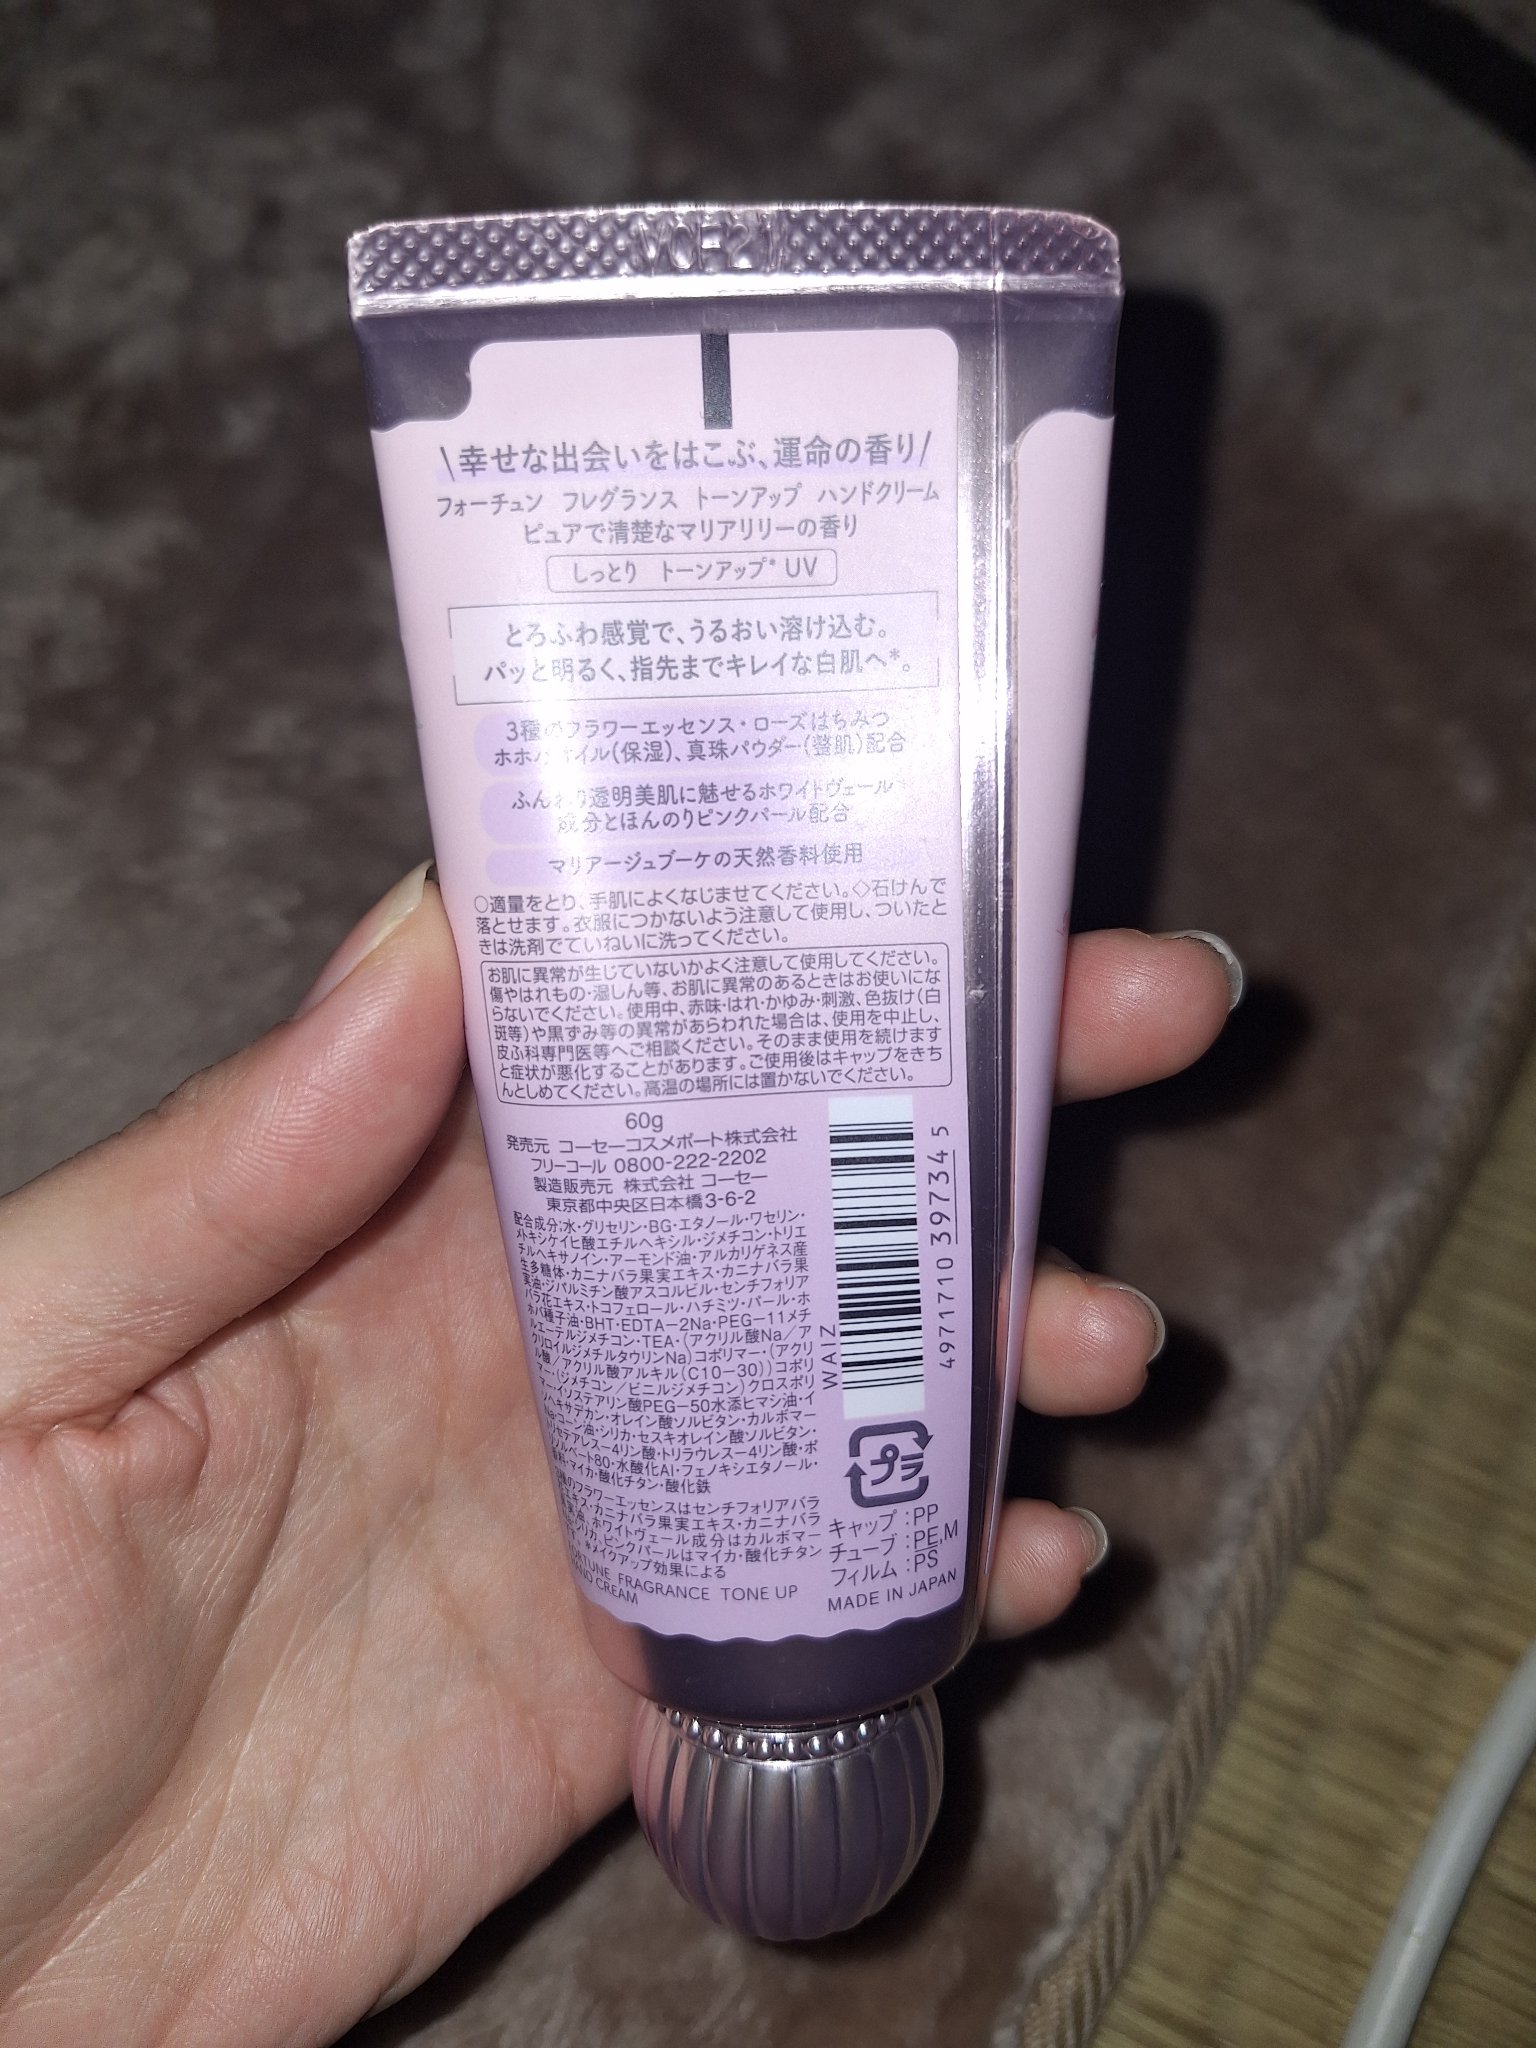 \幸せな出会いをはこぶ、運命の香り/
フォーチュン フレグランス トーンアップ ハンドクリーム
ピュアで清楚なマリアリリーの香り
しっとり トーンアップ* UV
とろふわ感覚で、うるおい溶け込む。
パッと明るく、指先までキレイな白肌へ*。
3種のフラワーエッセンス・ローズはちみつ
ホホバオイル(保湿)、真珠パウダー(整肌)配合
ふんわり透明美肌に魅せるホワイトヴェール
成分とほんのりピンクパール配合
マリアージュブーケの天然香料使用
○適量をとり、手肌によくなじませてください。◇石けんで
落とせます。衣服につかないよう注意して使用し、ついたと
きは洗剤でていねいに洗ってください。
お肌に異常が生じていないかよく注意して使用してください。
傷やはれもの・湿しん等、お肌に異常のあるときはお使いにな
らないでください。使用中、赤味・はれ・かゆみ・刺激、色抜け(白
斑等)や黒ずみ等の異常があらわれた場合は、使用を中止し、
皮ふ科専門医等へご相談ください。そのまま使用を続けます
と症状が悪化することがあります。ご使用後はキャップをきち
んとしめてください。高温の場所には置かないでください。
60g
発売元 コーセーコスメポート株式会社
フリーコール 0800-222-2202
製造販売元 株式会社 コーセー
東京都中央区日本橋3-6-2
配合成分;水・グリセリン・BG・エタノール・ワセリン・
メトキシケイヒ酸エチルヘキシル・ジメチコン・トリエ
チルヘキサノイン・アーモンド油・アルカリゲネス産
生多糖体・カニナバラ果実エキス・カニナバラ果
実油・ジパルミチン酸アスコルビル・センチフォリア
バラ花エキス・トコフェロール・ハチミツ・パール・ホ
ホバ種子油・BHT・EDTA-2Na・PEG-11メチ
ルエーテルジメチコン・TEA・(アクリル酸Na/ア
クリロイルジメチルタウリンNa)コポリマー・(アクリ
ル酸/アクリル酸アルキル(C10-30))コポリ
マー・(ジメチコン/ビニルジメチコン)クロスポリ
マー・イソステアリン酸PEG-50水添ヒマシ油・イ
ソヘキサデカン・オレイン酸ソルビタン・カルボマー
Na・コーン油・シリカ・セスキオレイン酸ソルビタン・
トリセテアレス-4リン酸・トリラウレス-4リン酸・ポ
リソルベート80・水酸化Al・フェノキシエタノール・
香料・マイカ・酸化チタン・酸化鉄
3種のフラワーエッセンスはセンチフォリアバラ
花エキス・カニナバラ果実エキス・カニナバラ
果実油、ホワイトヴェール成分はカルボマー
Na・シリカ、ピンクパールはマイカ・酸化チタン
*メイクアップ効果による
FORTUNE FRAGRANCE TONE UP
HAND CREAM
WAIZ
4971710 397345
プラ
キャップ:PP
チューブ:PE,M
フィルム:PS
MADE IN JAPAN